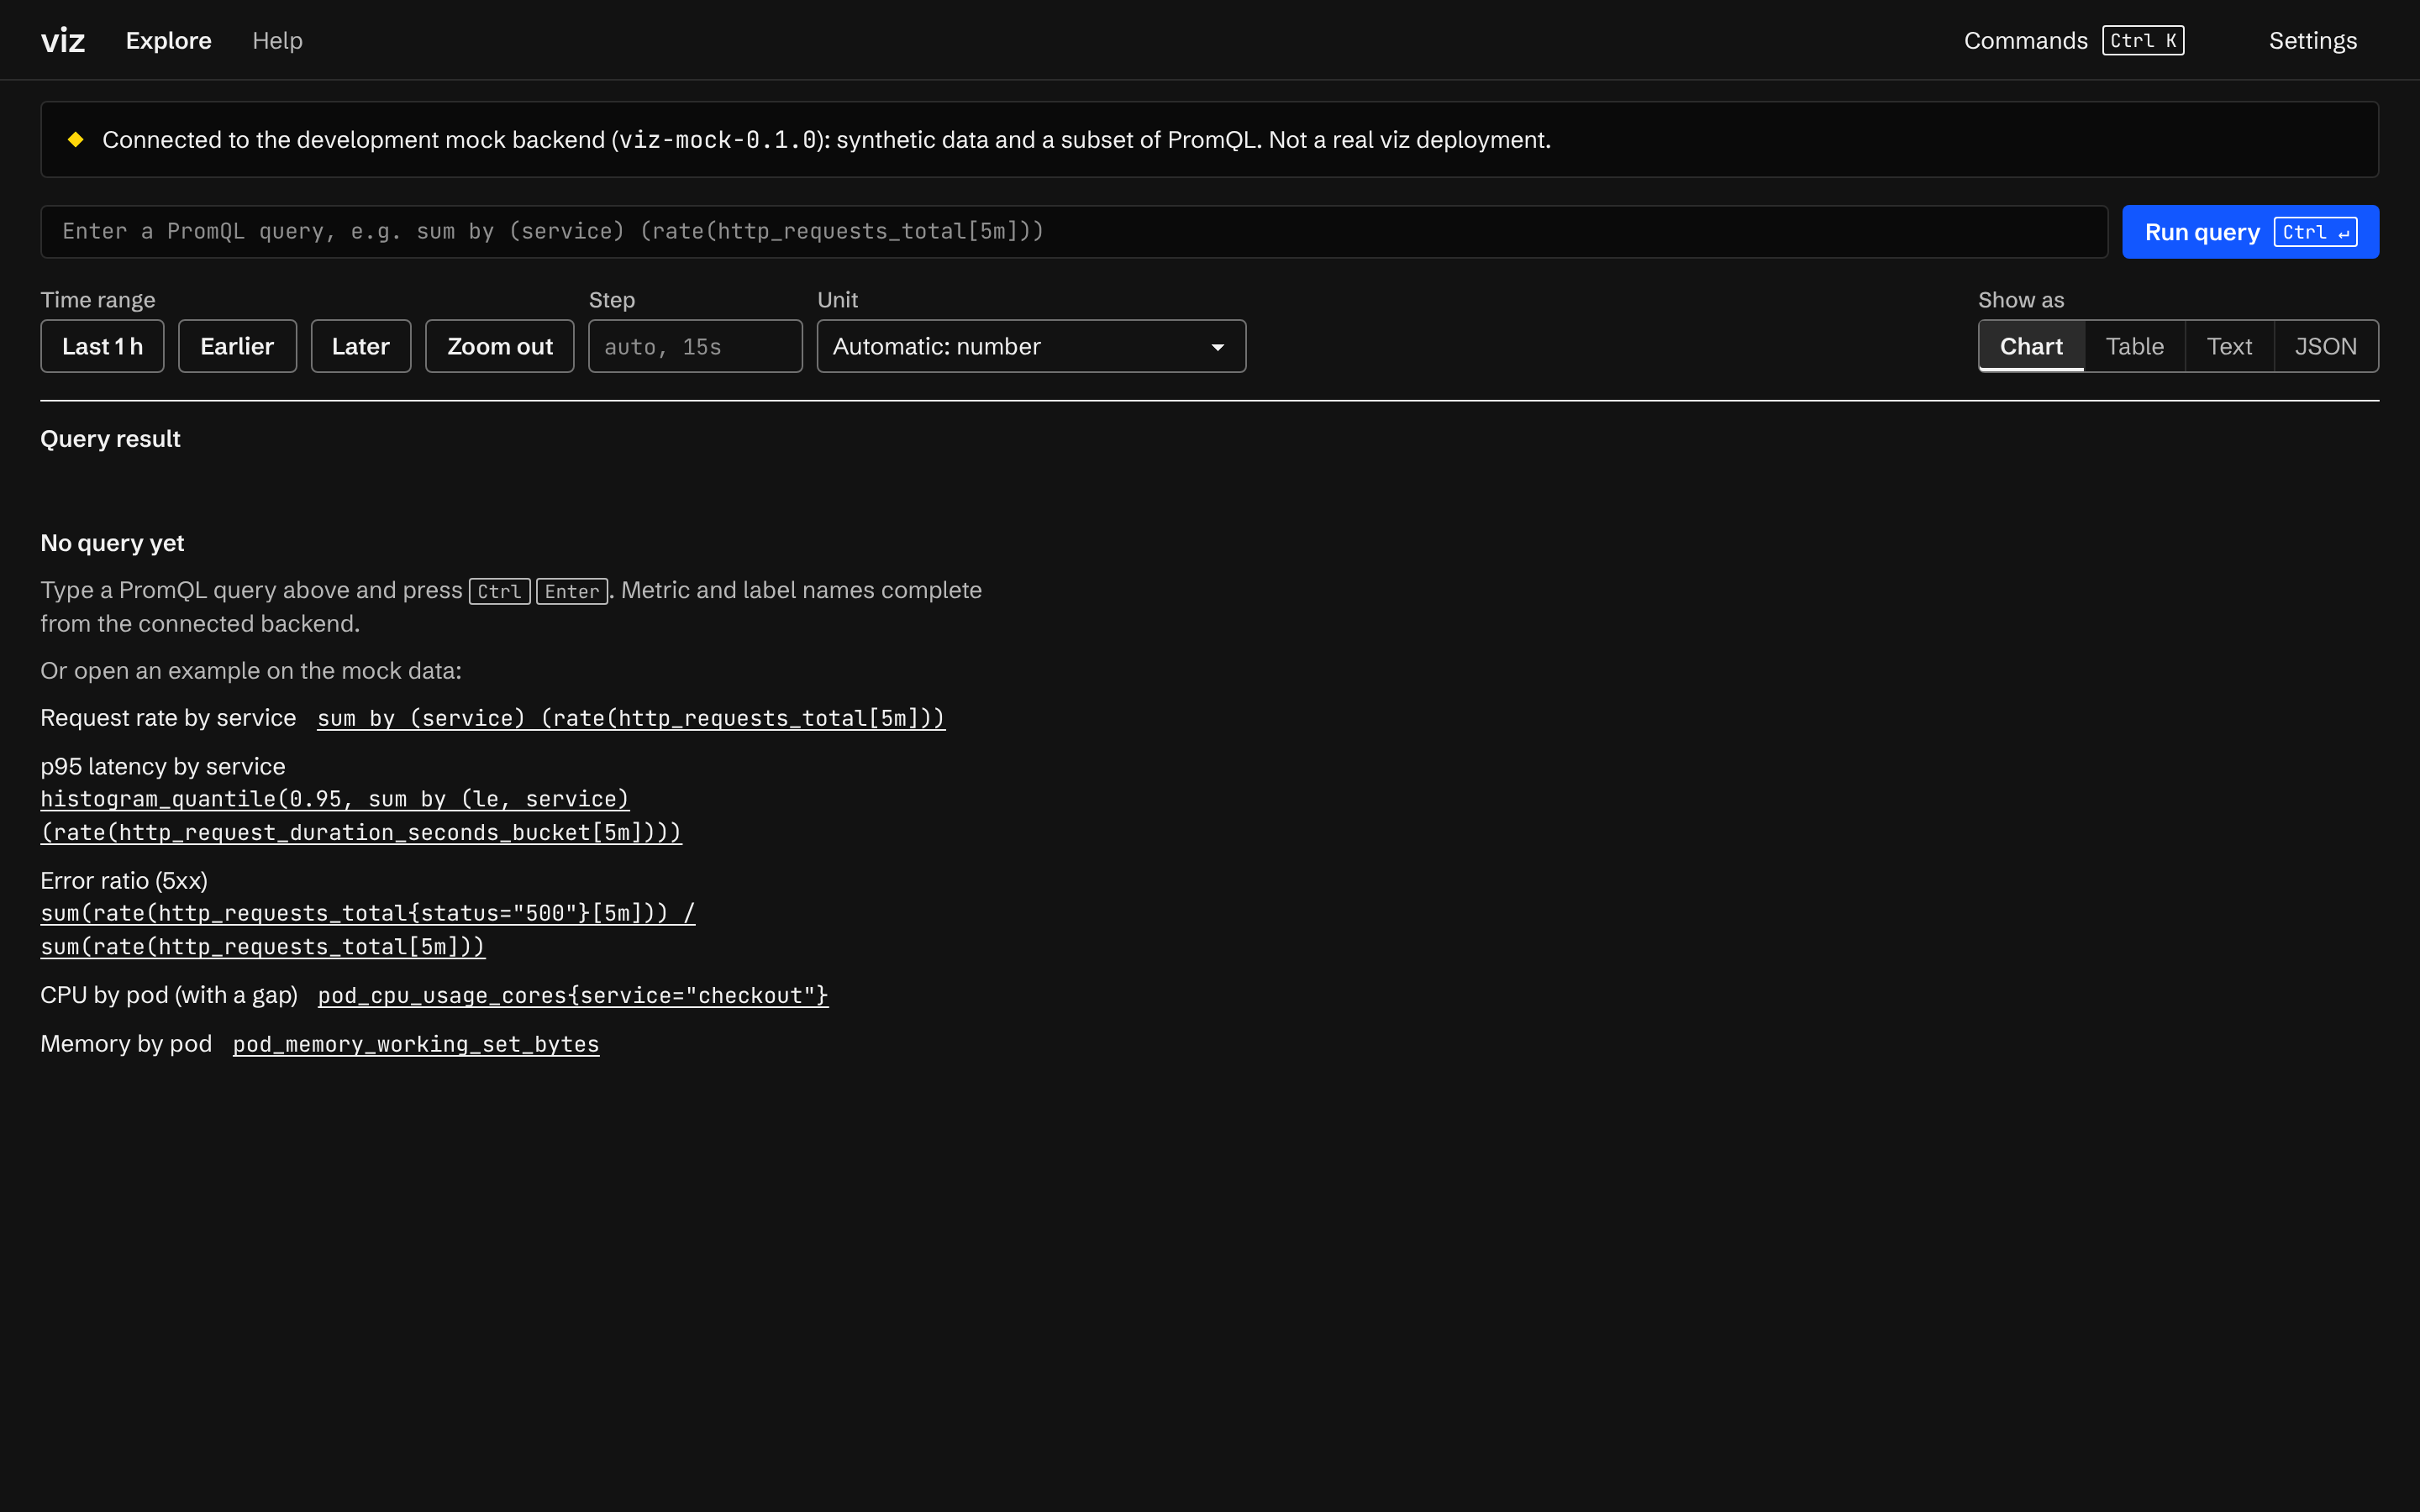 viz Explore Help Commands Ctrl K Settings
Connected to the development mock backend (viz-mock-0.1.0): synthetic data and a subset of PromQL. Not a real viz deployment.
Enter a PromQL query, e.g. sum by (service) (rate(http_requests_total[5m])) Run query Ctrl ↵
Time range Step Unit Show as
Last 1 h Earlier Later Zoom out auto, 15s Automatic: number Chart Table Text JSON
Query result
No query yet
Type a PromQL query above and press Ctrl Enter. Metric and label names complete
from the connected backend.
Or open an example on the mock data:
Request rate by service sum by (service) (rate(http_requests_total[5m]))
p95 latency by service
histogram_quantile(0.95, sum by (le, service)
(rate(http_request_duration_seconds_bucket[5m])))
Error ratio (5xx)
sum(rate(http_requests_total{status="500"}[5m])) /
sum(rate(http_requests_total[5m]))
CPU by pod (with a gap) pod_cpu_usage_cores{service="checkout"}
Memory by pod pod_memory_working_set_bytes